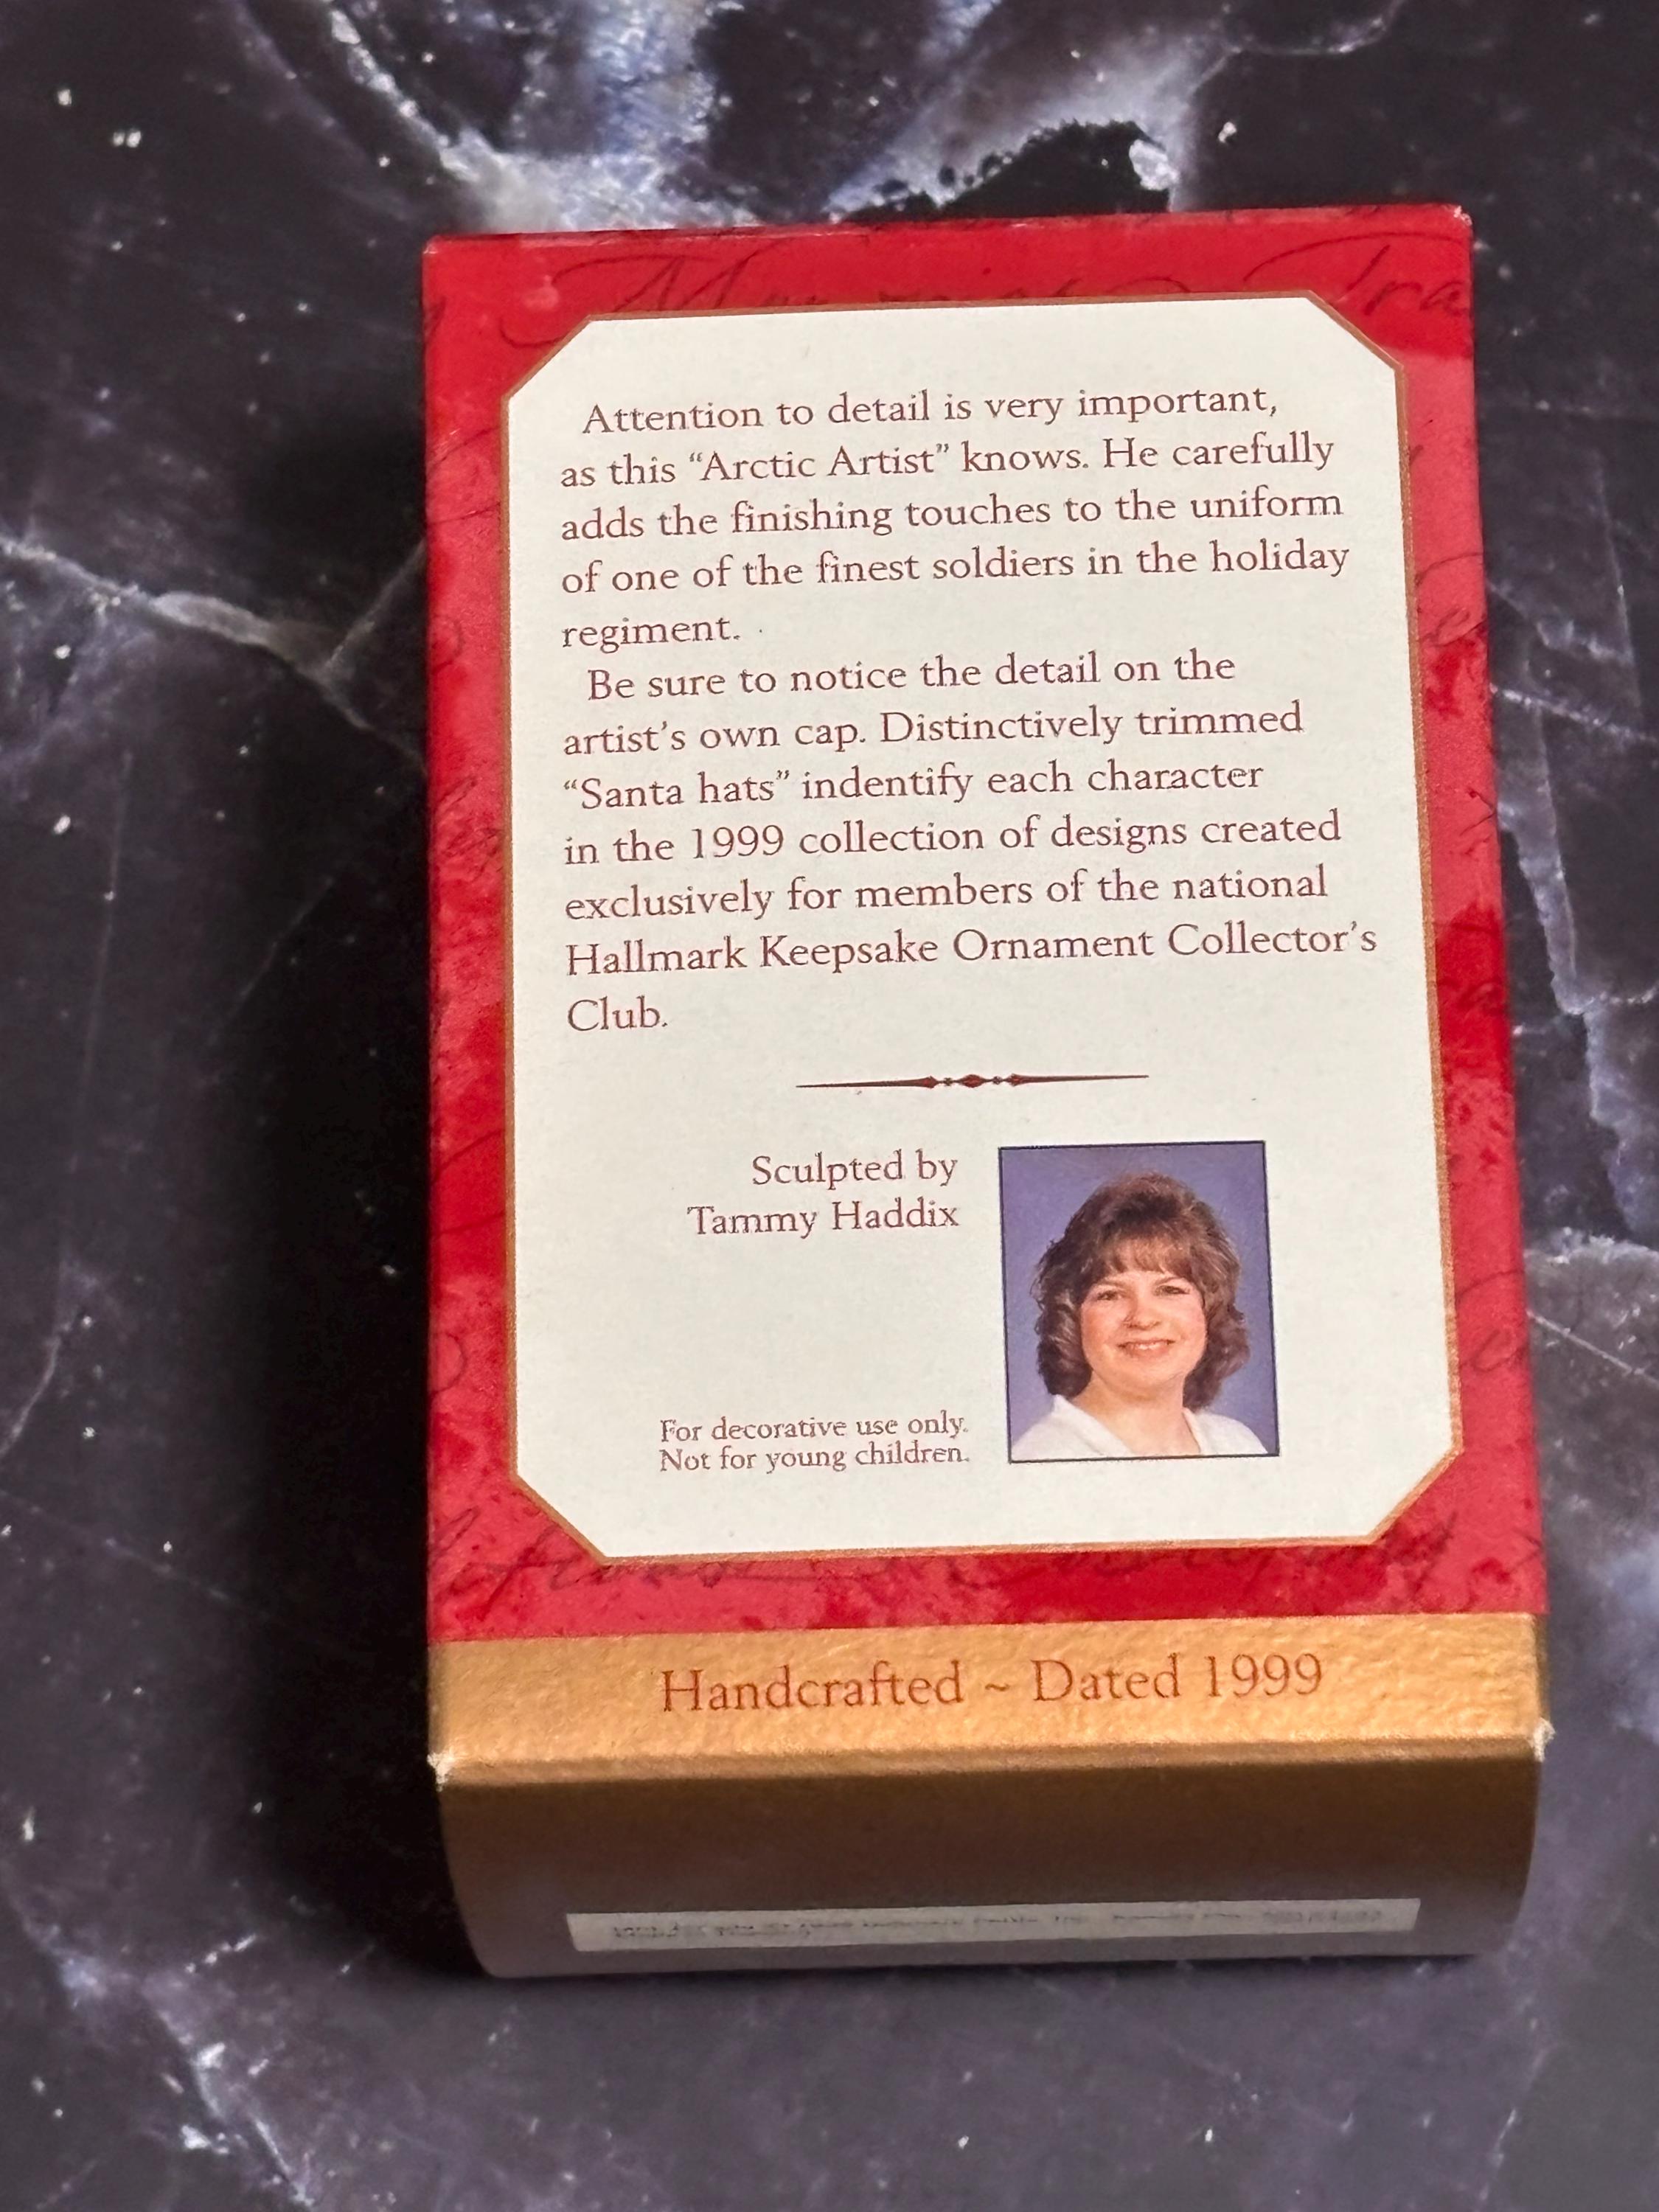 Attention to detail is very important,
as this “Arctic Artist” knows. He carefully
adds the finishing touches to the uniform
of one of the finest soldiers in the holiday
regiment.
Be sure to notice the detail on the
artist’s own cap. Distinctively trimmed
“Santa hats” indentify each character
in the 1999 collection of designs created
exclusively for members of the national
Hallmark Keepsake Ornament Collector’s
Club.
Sculpted by
Tammy Haddix
For decorative use only.
Not for young children.
Handcrafted ~ Dated 1999